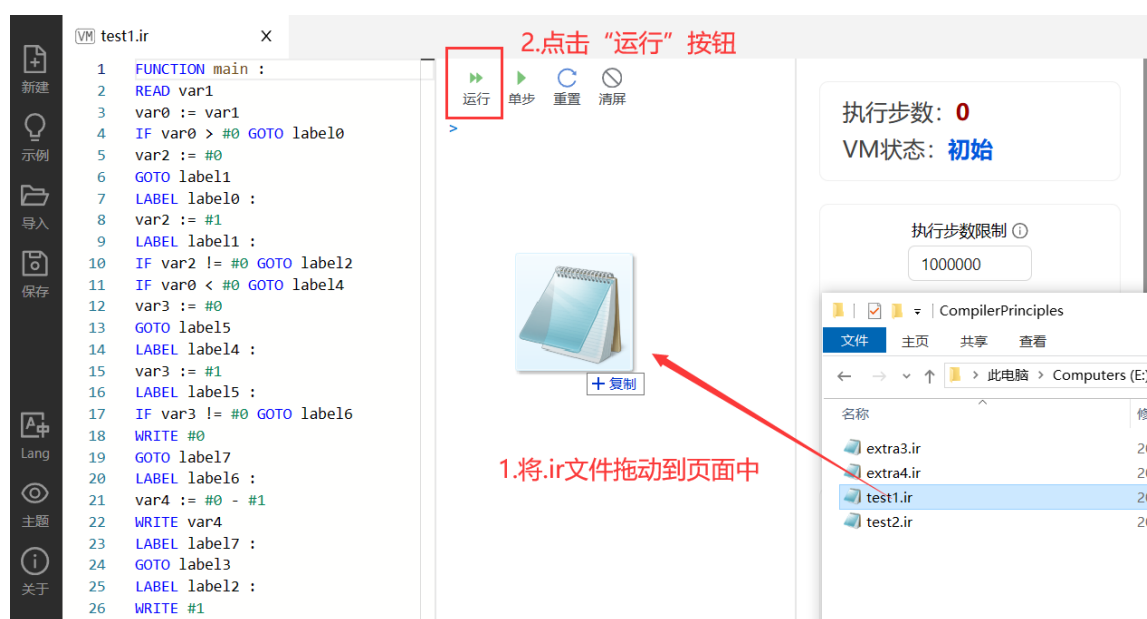 VM test1.ir X
新建
示例
导入
保存
Lang
主题
关于
1 FUNCTION main :
2 READ var1
3 var0 := var1
4 IF var0 > #0 GOTO label0
5 var2 := #0
6 GOTO label1
7 LABEL label0 :
8 var2 := #1
9 LABEL label1 :
10 IF var2 != #0 GOTO label2
11 IF var0 < #0 GOTO label4
12 var3 := #0
13 GOTO label5
14 LABEL label4 :
15 var3 := #1
16 LABEL label5 :
17 IF var3 != #0 GOTO label6
18 WRITE #0
19 GOTO label7
20 LABEL label6 :
21 var4 := #0 - #1
22 WRITE var4
23 LABEL label7 :
24 GOTO label3
25 LABEL label2 :
26 WRITE #1
2.点击“运行”按钮
运行 单步 重置 清屏
>
复制
1.将.ir文件拖动到页面中
执行步数: 0
VM状态: 初始
执行步数限制
1000000
CompilerPrinciples
文件 主页 共享 查看
此电脑 > Computers (E:)
名称
extra3.ir
extra4.ir
test1.ir
test2.ir